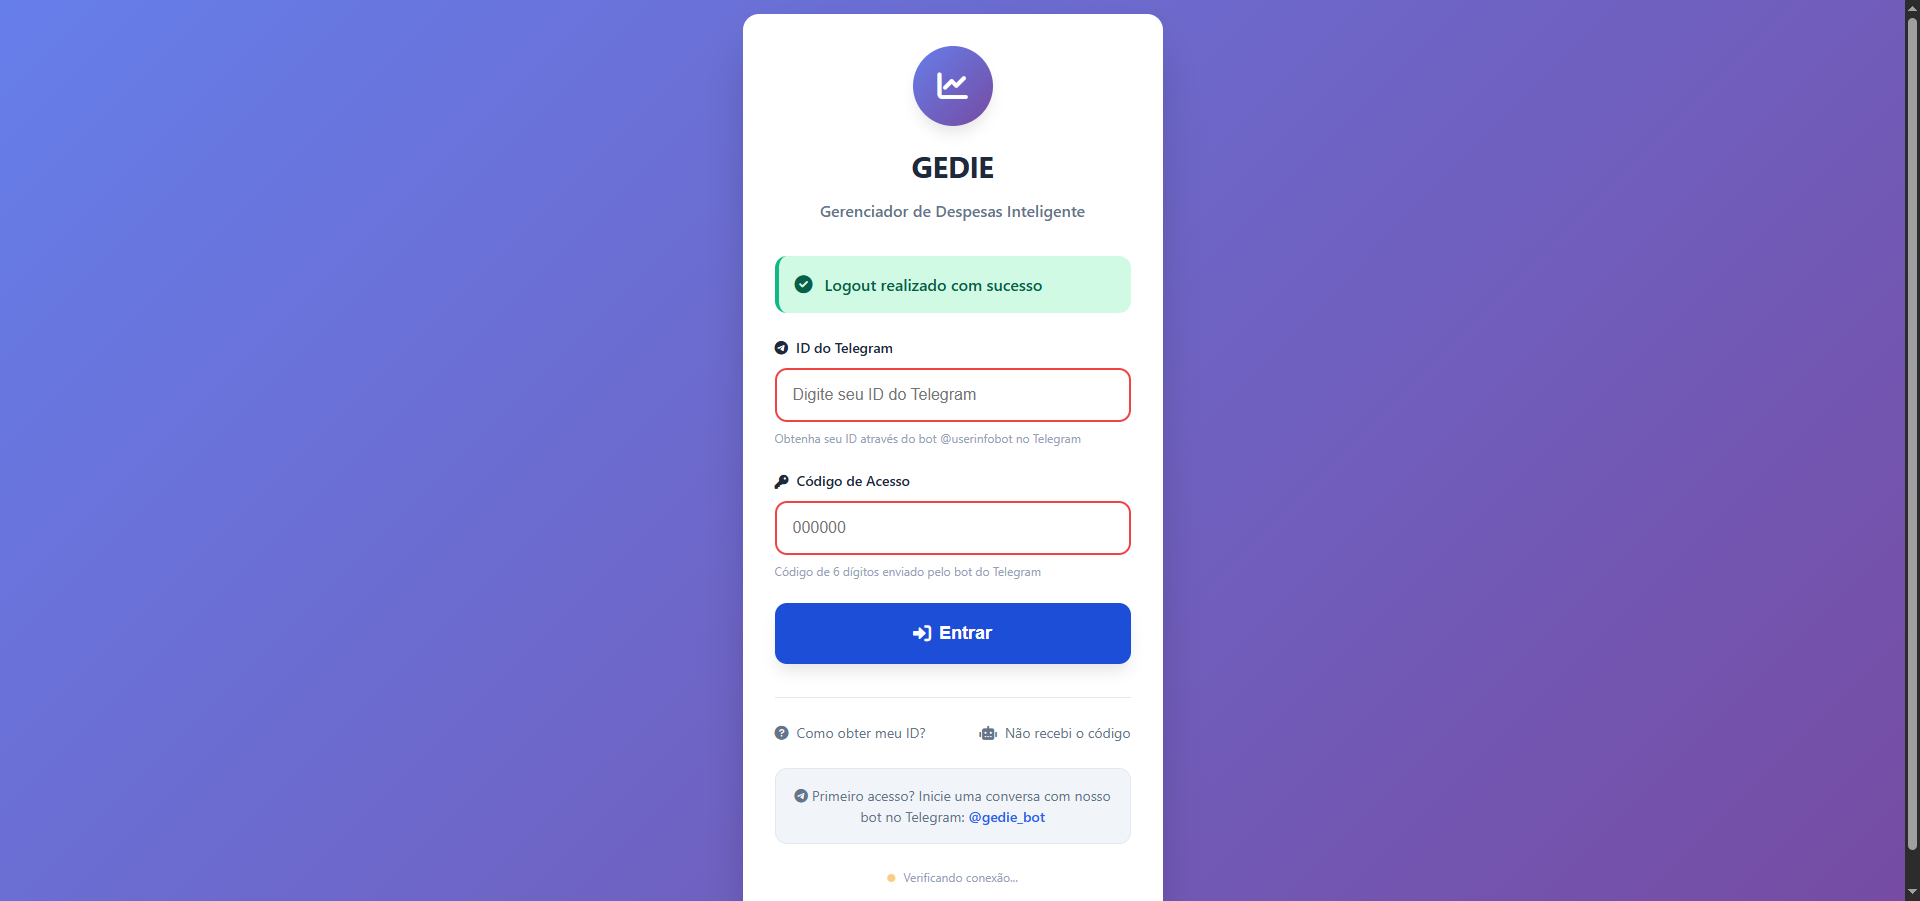 GEDIE
Gerenciador de Despesas Inteligente
Logout realizado com sucesso
ID do Telegram
Digite seu ID do Telegram
Obtenha seu ID através do bot @userinfobot no Telegram
Código de Acesso
000000
Código de 6 dígitos enviado pelo bot do Telegram
Entrar
Como obter meu ID?
Não recebi o código
Primeiro acesso? Inicie uma conversa com nosso
bot no Telegram: @gedie_bot
Verificando conexão...